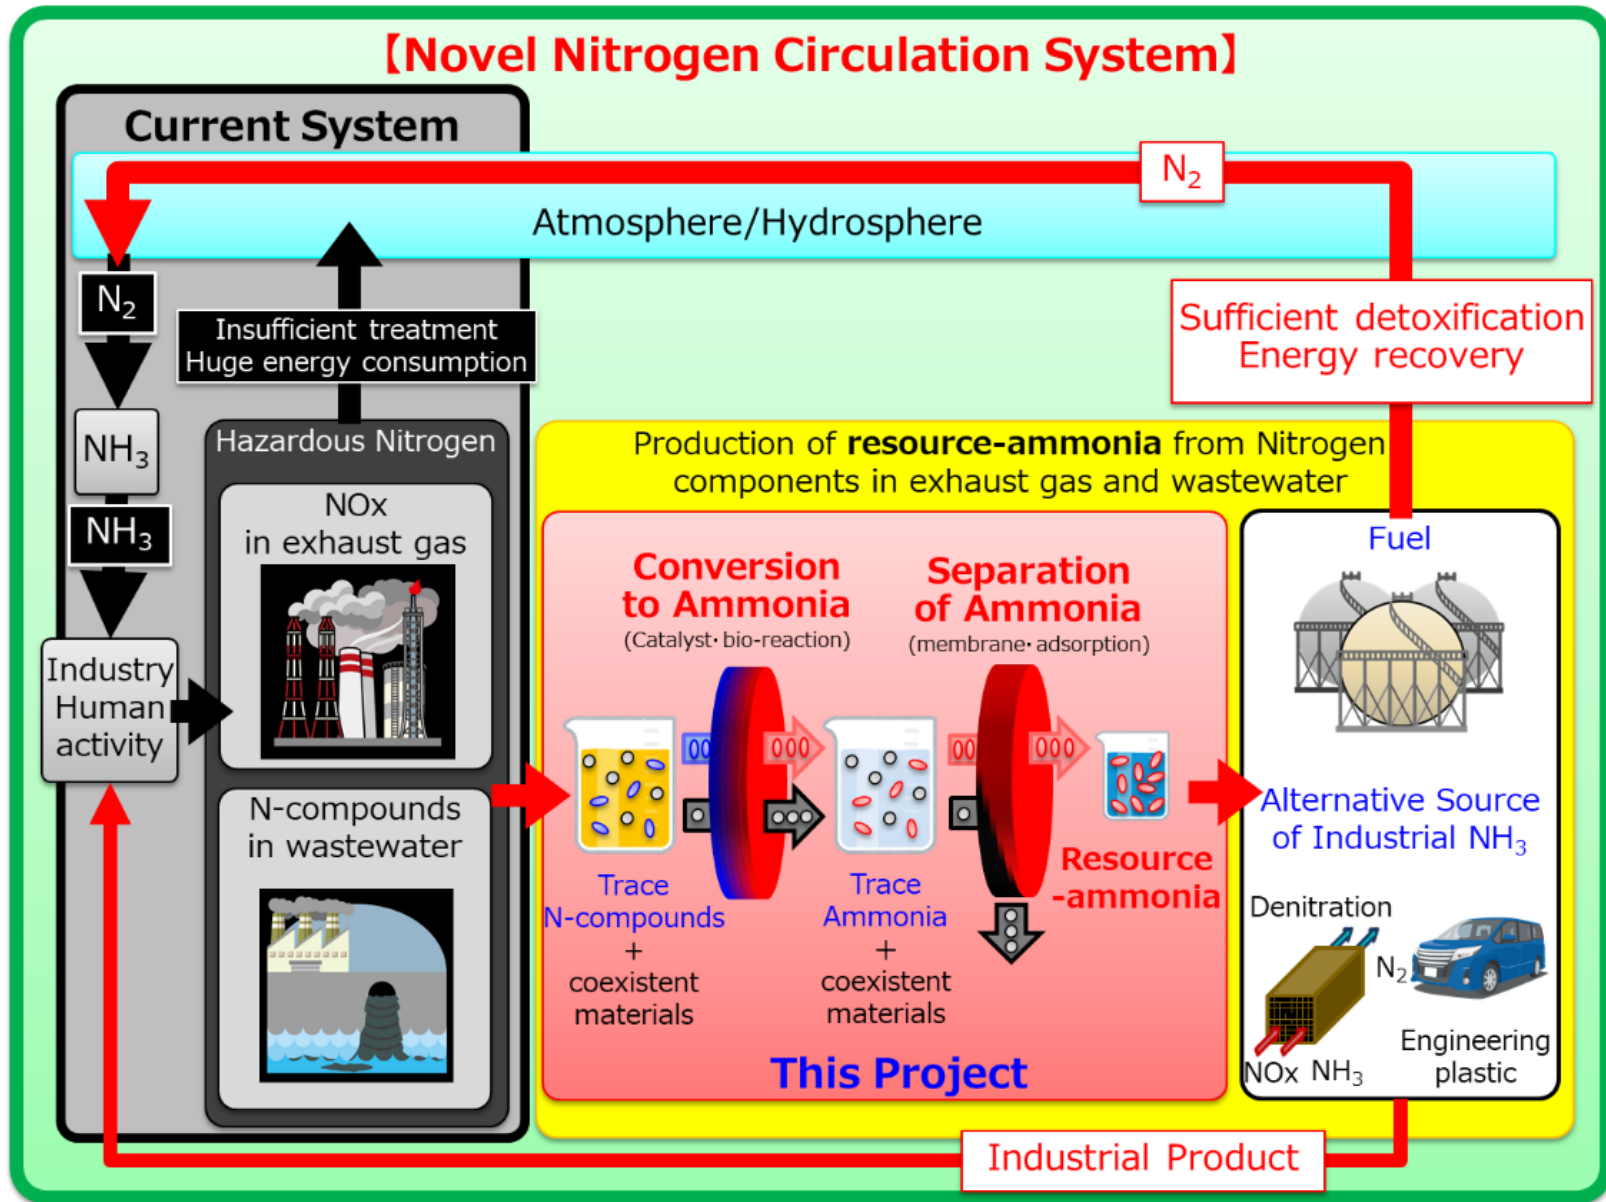 【Novel Nitrogen Circulation System】
Current System
N₂
Atmosphere/Hydrosphere
N₂
Insufficient treatment
Huge energy consumption
Sufficient detoxification
Energy recovery
NH₃
NH₃
Industry
Human
activity
Hazardous Nitrogen
NOx
in exhaust gas
N-compounds
in wastewater
Production of resource-ammonia from Nitrogen
components in exhaust gas and wastewater
Conversion
to Ammonia
(Catalyst・bio-reaction)
Separation
of Ammonia
(membrane・adsorption)
Trace
N-compounds
+
coexistent
materials
Trace
Ammonia
+
coexistent
materials
Resource
-ammonia
This Project
Fuel
Alternative Source
of Industrial NH₃
Denitration
N₂
NOx NH₃
Engineering
plastic
Industrial Product